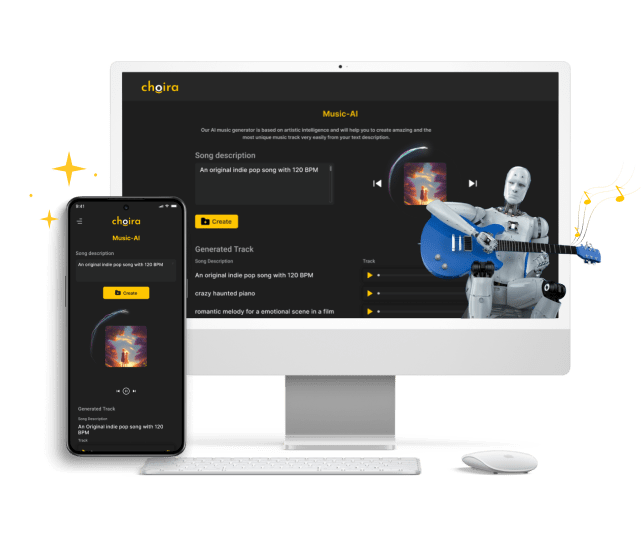 choira
Music-AI
Our AI music generator is based on artistic intelligence and will help you to create amazing and the
most unique music track very easily from your text description.
Song description
An original indie pop song with 120 BPM
Create
Generated Track
Song Description
Track
An original indie pop song with 120 BPM
crazy haunted piano
romantic melody for a emotional scene in a film
9:41
choira
Music-AI
Song description
An original indie pop song with 120 BPM
Create
Generated Track
Song Description
An Original indie pop song with 120
BPM
Track